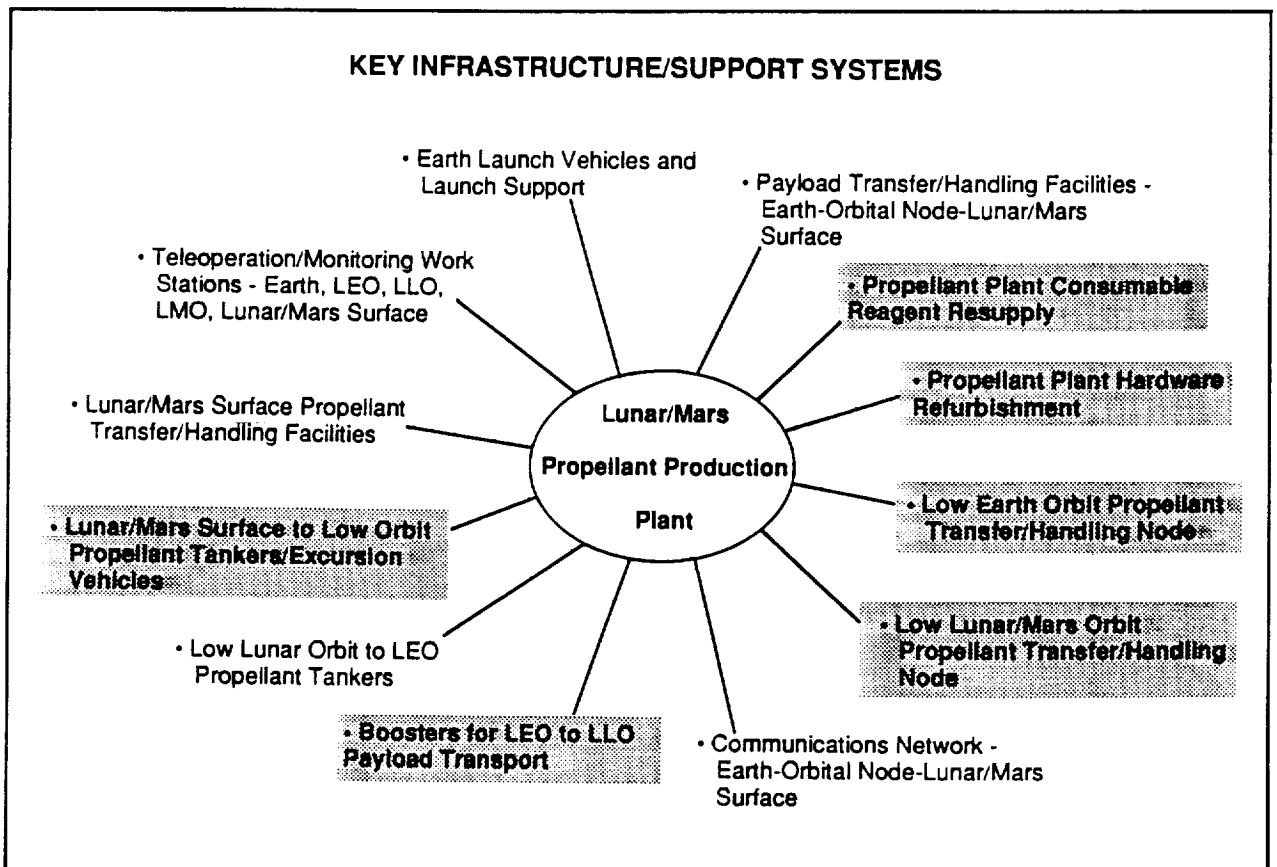 KEY INFRASTRUCTURE/SUPPORT SYSTEMS
• Earth Launch Vehicles and
Launch Support
• Payload Transfer/Handling Facilities -
Earth-Orbital Node-Lunar/Mars
Surface
• Teleoperation/Monitoring Work
Stations - Earth, LEO, LLO,
LMO, Lunar/Mars Surface
• Propellant Plant Consumable
Reagent Resupply
• Propellant Plant Hardware
Refurbishment
• Lunar/Mars Surface Propellant
Transfer/Handling Facilities
Lunar/Mars
Propellant Production
Plant
• Low Earth Orbit Propellant
Transfer/Handling Node
• Lunar/Mars Surface to Low Orbit
Propellant Tankers/Excursion
Vehicles
• Low Lunar/Mars Orbit
Propellant Transfer/Handling
Node
• Low Lunar Orbit to LEO
Propellant Tankers
• Boosters for LEO to LLO
Payload Transport
• Communications Network -
Earth-Orbital Node-Lunar/Mars
Surface